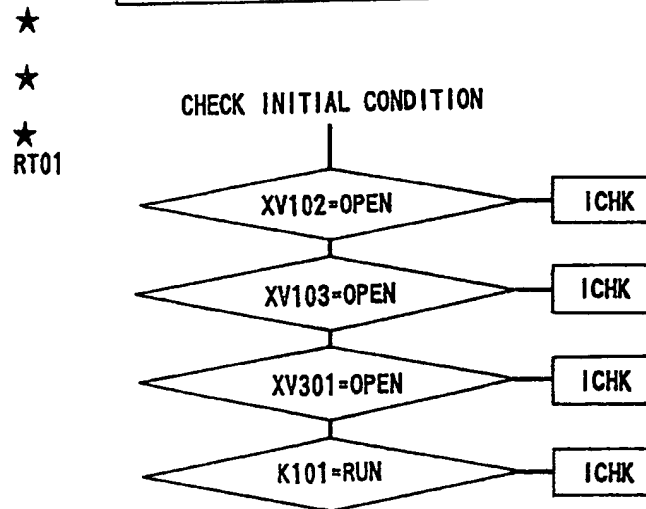 ★
★
★
RT01
CHECK INITIAL CONDITION
XV102=OPEN
ICHK
XV103=OPEN
ICHK
XV301=OPEN
ICHK
K101=RUN
ICHK